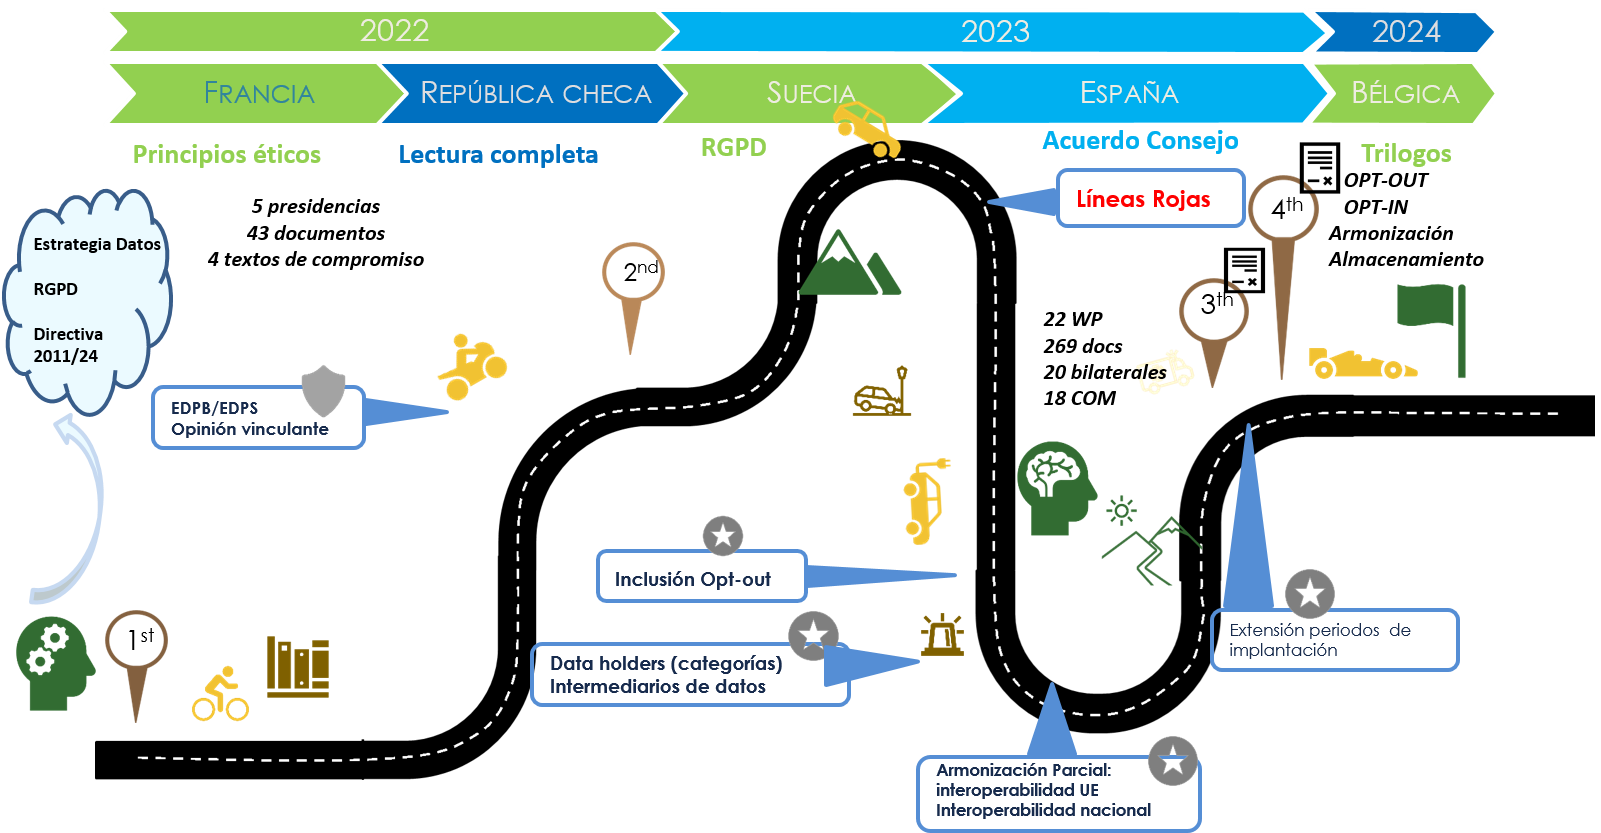 2022
2023
2024
FRANCIA
REPÚBLICA CHECA
SUECIA
ESPAÑA
BÉLGICA
Principios éticos
Lectura completa
RGPD
Acuerdo Consejo
Trilogos
5 presidencias
43 documentos
4 textos de compromiso
Estrategia Datos
RGPD
Directiva
2011/24
Líneas Rojas
OPT-OUT
OPT-IN
Armonización
Almacenamiento
1st
2nd
3th
4th
22 WP
269 docs
20 bilaterales
18 COM
EDPB/EDPS
Opinión vinculante
Inclusión Opt-out
Data holders (categorías)
Intermediarios de datos
Extensión periodos de
implantación
Armonización Parcial:
interoperabilidad UE
Interoperabilidad nacional